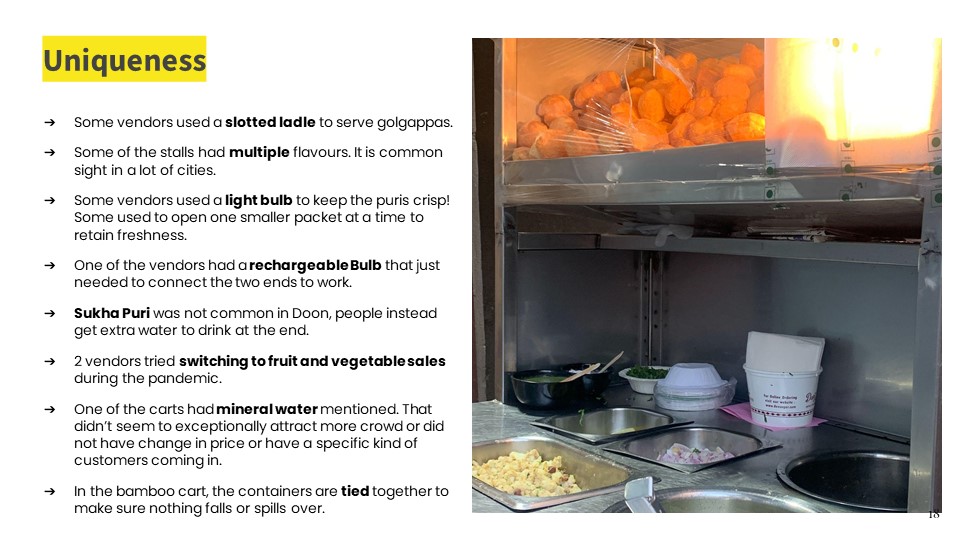 Uniqueness
➔ Some vendors used a slotted ladle to serve golgappas.
➔ Some of the stalls had multiple flavours. It is common
sight in a lot of cities.
➔ Some vendors used a light bulb to keep the puris crisp!
Some used to open one smaller packet at a time to
retain freshness.
➔ One of the vendors had a rechargeable Bulb that just
needed to connect the two ends to work.
➔ Sukha Puri was not common in Doon, people instead
get extra water to drink at the end.
➔ 2 vendors tried switching to fruit and vegetable sales
during the pandemic.
➔ One of the carts had mineral water mentioned. That
didn't seem to exceptionally attract more crowd or did
not have change in price or have a specific kind of
customers coming in.
➔ In the bamboo cart, the containers are tied together to
make sure nothing falls or spills over.
For Online Ordering
visit our website
18